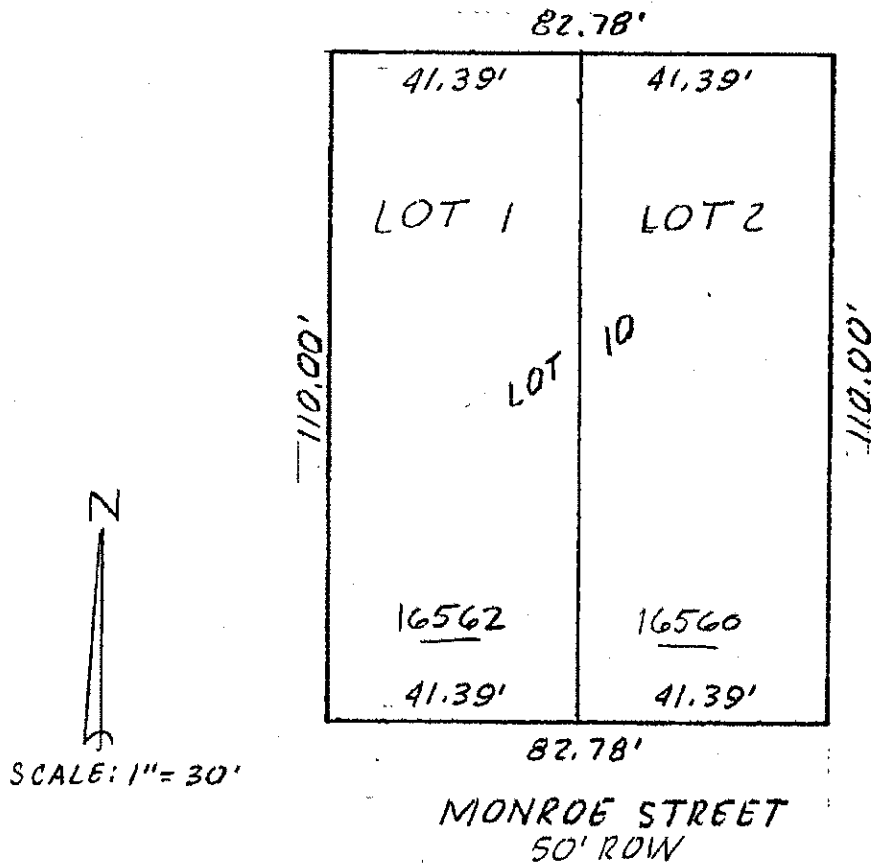 82.78'
41.39' 41.39'
LOT 1 LOT 2
110.00' LOT 10 110.00'
N
16562 16560
41.39' 41.39'
82.78'
SCALE: 1"= 30'
MONROE STREET
50' ROW